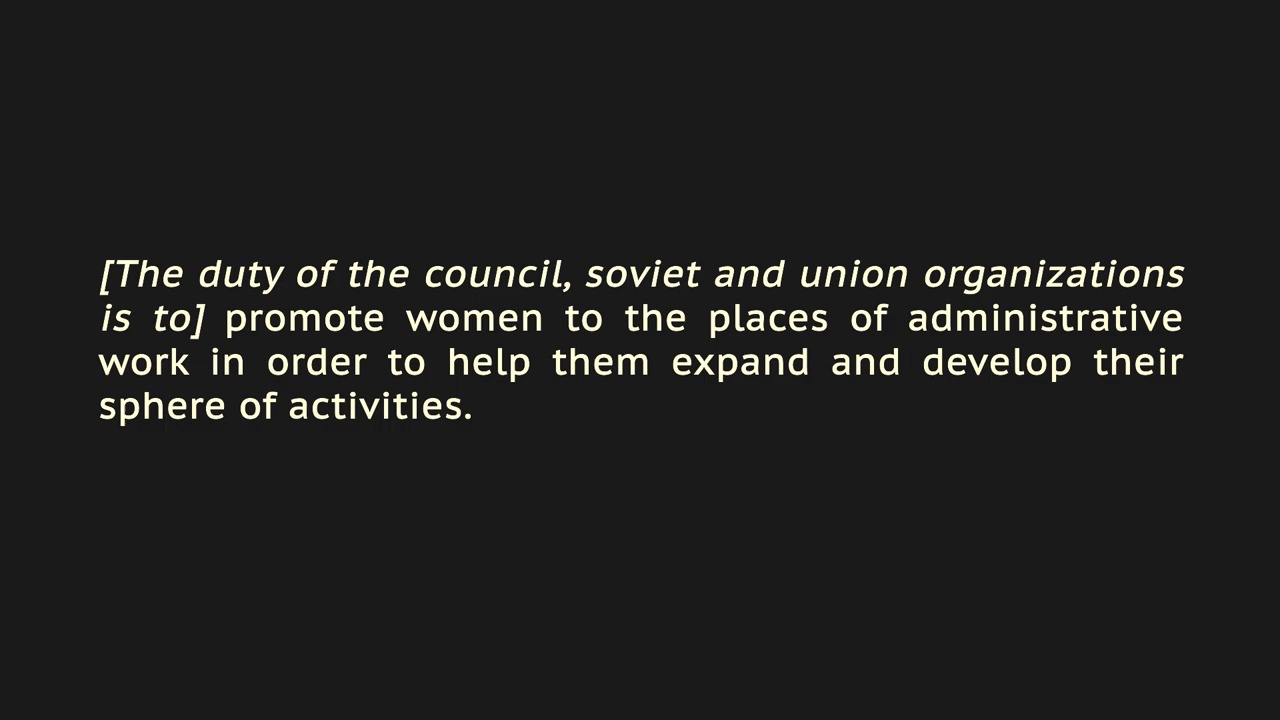 [The duty of the council, soviet and union organizations
is to] promote women to the places of administrative
work in order to help them expand and develop their
sphere of activities.